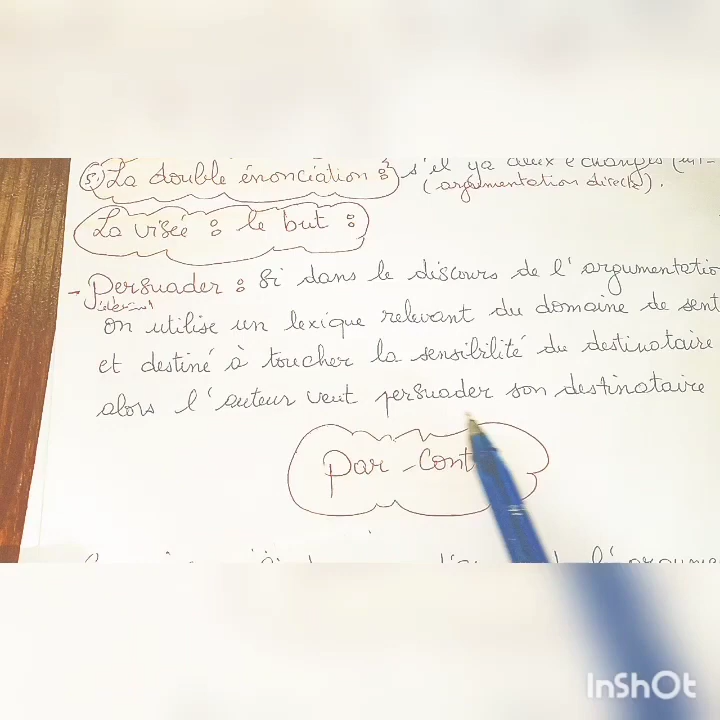 5) La double énonciation : s'il ya deux échanges
(argumentation directe).
La visée : le but :
→ Persuader : si dans le discours de l'argumentatio
on utilise un lexique relevant du domaine de sent
et destiné à toucher la sensibilité du destinataire
alors l'auteur veut persuader son destinataire
Par-cont
InShOt